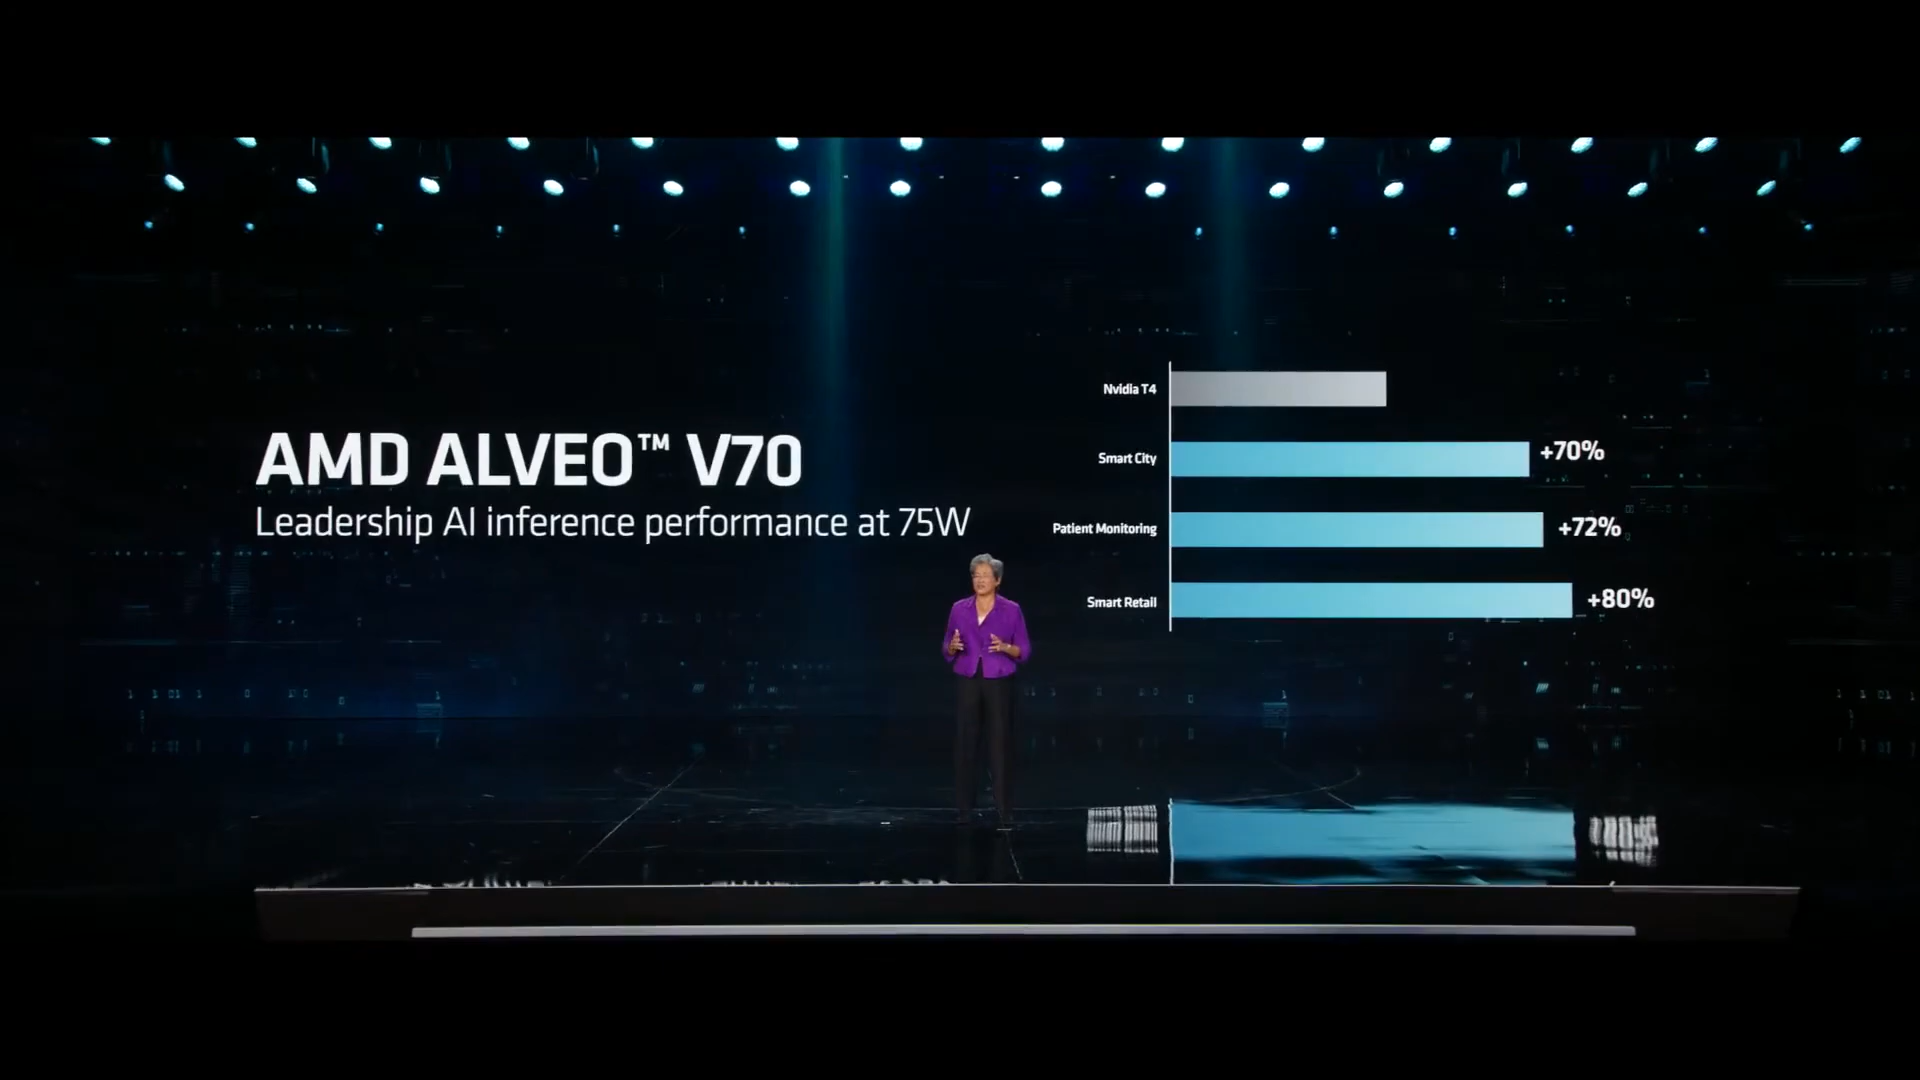 AMD ALVEO™ V70
Leadership AI inference performance at 75W
Nvidia T4
Smart City +70%
Patient Monitoring +72%
Smart Retail +80%